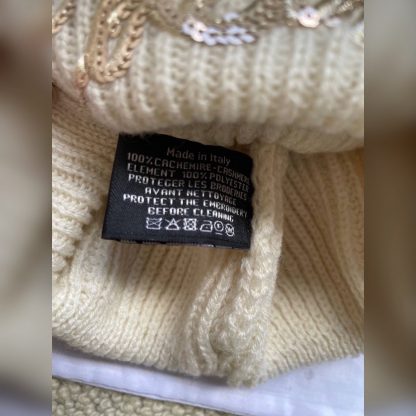 Made in Italy
100%CACHEMIRE-CASHMERE
ELEMENT 100% POLYESTER
PROTEGER LES BRODERIES
AVANT NETTOYAGE
PROTECT THE EMBROIDERY
BEFORE CLEANING